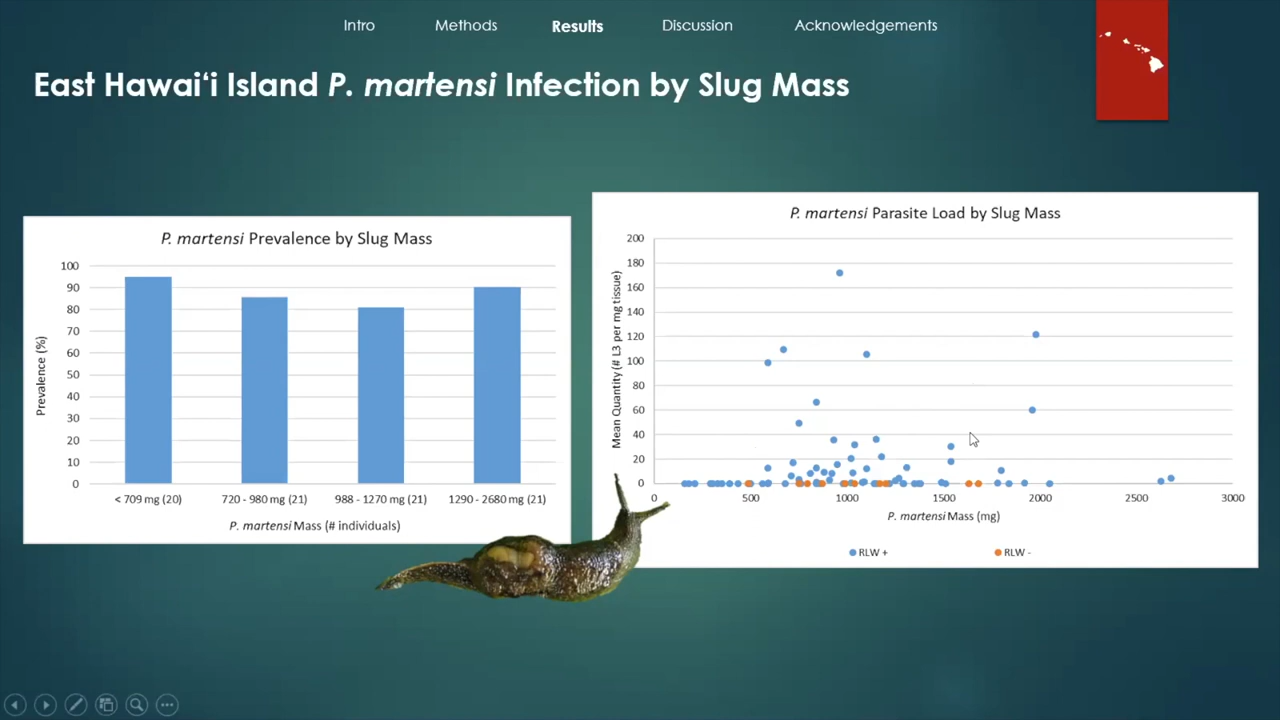 Intro Methods Results Discussion Acknowledgements
East Hawaiʻi Island P. martensi Infection by Slug Mass
P. martensi Prevalence by Slug Mass
100
90
80
70
60
50
40
30
20
10
0
Prevalence (%)
< 709 mg (20) 720 - 980 mg (21) 988 - 1270 mg (21) 1290 - 2680 mg (21)
P. martensi Mass (# individuals)
P. martensi Parasite Load by Slug Mass
200
180
160
140
120
100
80
60
40
20
0
Mean Quantity (# L3 per mg tissue)
0 500 1000 1500 2000 2500 3000
P. martensi Mass (mg)
RLW + RLW -